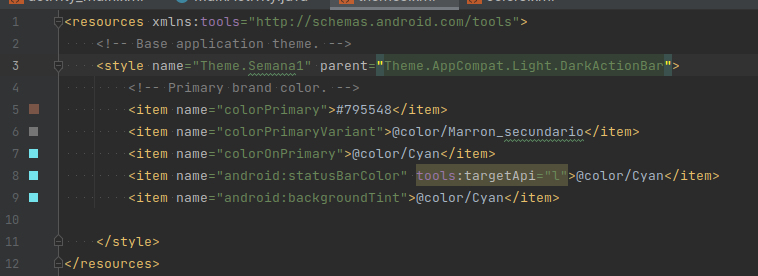 1 <resources xmlns:tools="http://schemas.android.com/tools">
2 <!-- Base application theme. -->
3 <style name="Theme.Semana1" parent="Theme.AppCompat.Light.DarkActionBar">
4 <!-- Primary brand color. -->
5 <item name="colorPrimary">#795548</item>
6 <item name="colorPrimaryVariant">@color/Marron_secundario</item>
7 <item name="colorOnPrimary">@color/Cyan</item>
8 <item name="android:statusBarColor" tools:targetApi="l">@color/Cyan</item>
9 <item name="android:backgroundTint">@color/Cyan</item>
10
11 </style>
12 </resources>